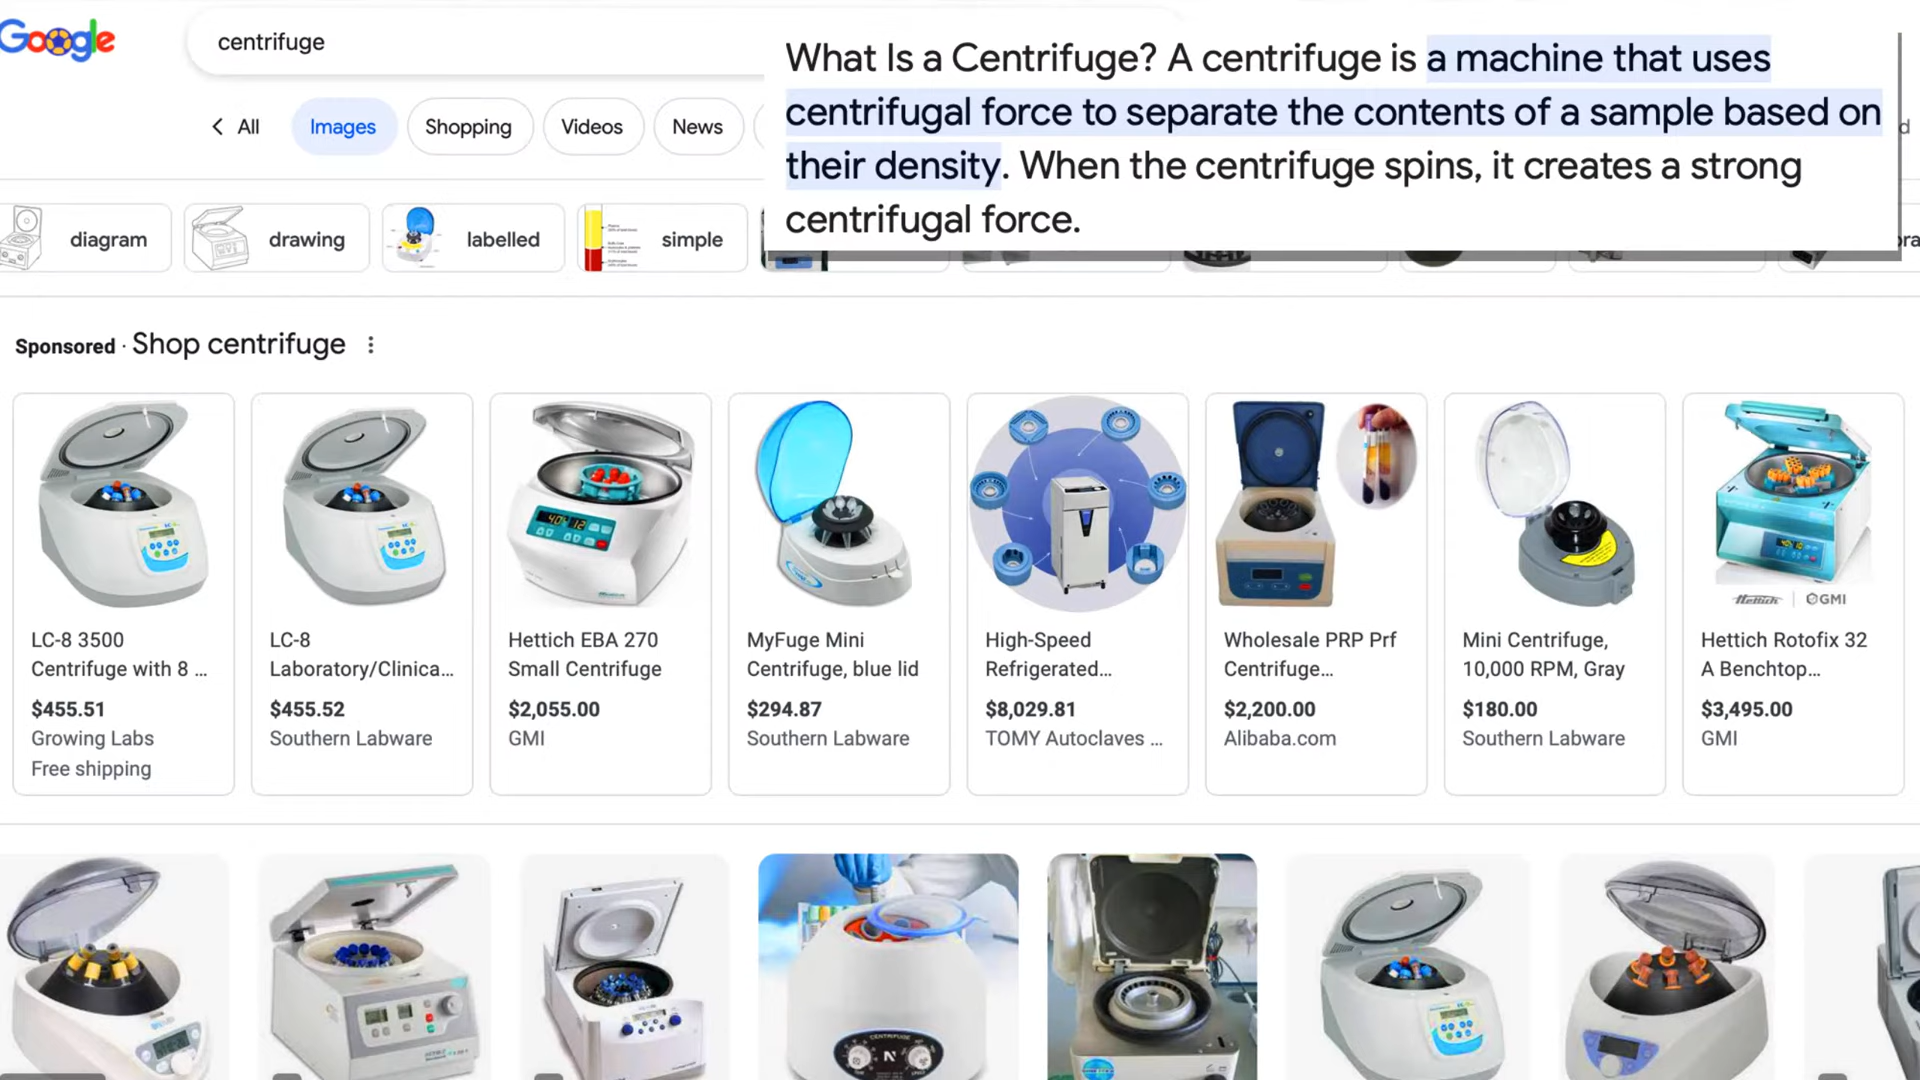 Google
centrifuge
What Is a Centrifuge? A centrifuge is a machine that uses
centrifugal force to separate the contents of a sample based on
their density. When the centrifuge spins, it creates a strong
centrifugal force.
All
Images
Shopping
Videos
News
diagram
drawing
labelled
simple
Sponsored · Shop centrifuge
LC-8 3500
Centrifuge with 8 ...
$455.51
Growing Labs
Free shipping
LC-8
Laboratory/Clinica...
$455.52
Southern Labware
Hettich EBA 270
Small Centrifuge
$2,055.00
GMI
MyFuge Mini
Centrifuge, blue lid
$294.87
Southern Labware
High-Speed
Refrigerated...
$8,029.81
TOMY Autoclaves ...
Wholesale PRP Prf
Centrifuge...
$2,200.00
Alibaba.com
Mini Centrifuge,
10,000 RPM, Gray
$180.00
Southern Labware
Hettich GMI
Hettich Rotofix 32
A Benchtop...
$3,495.00
GMI
CENTRIFUGE
N